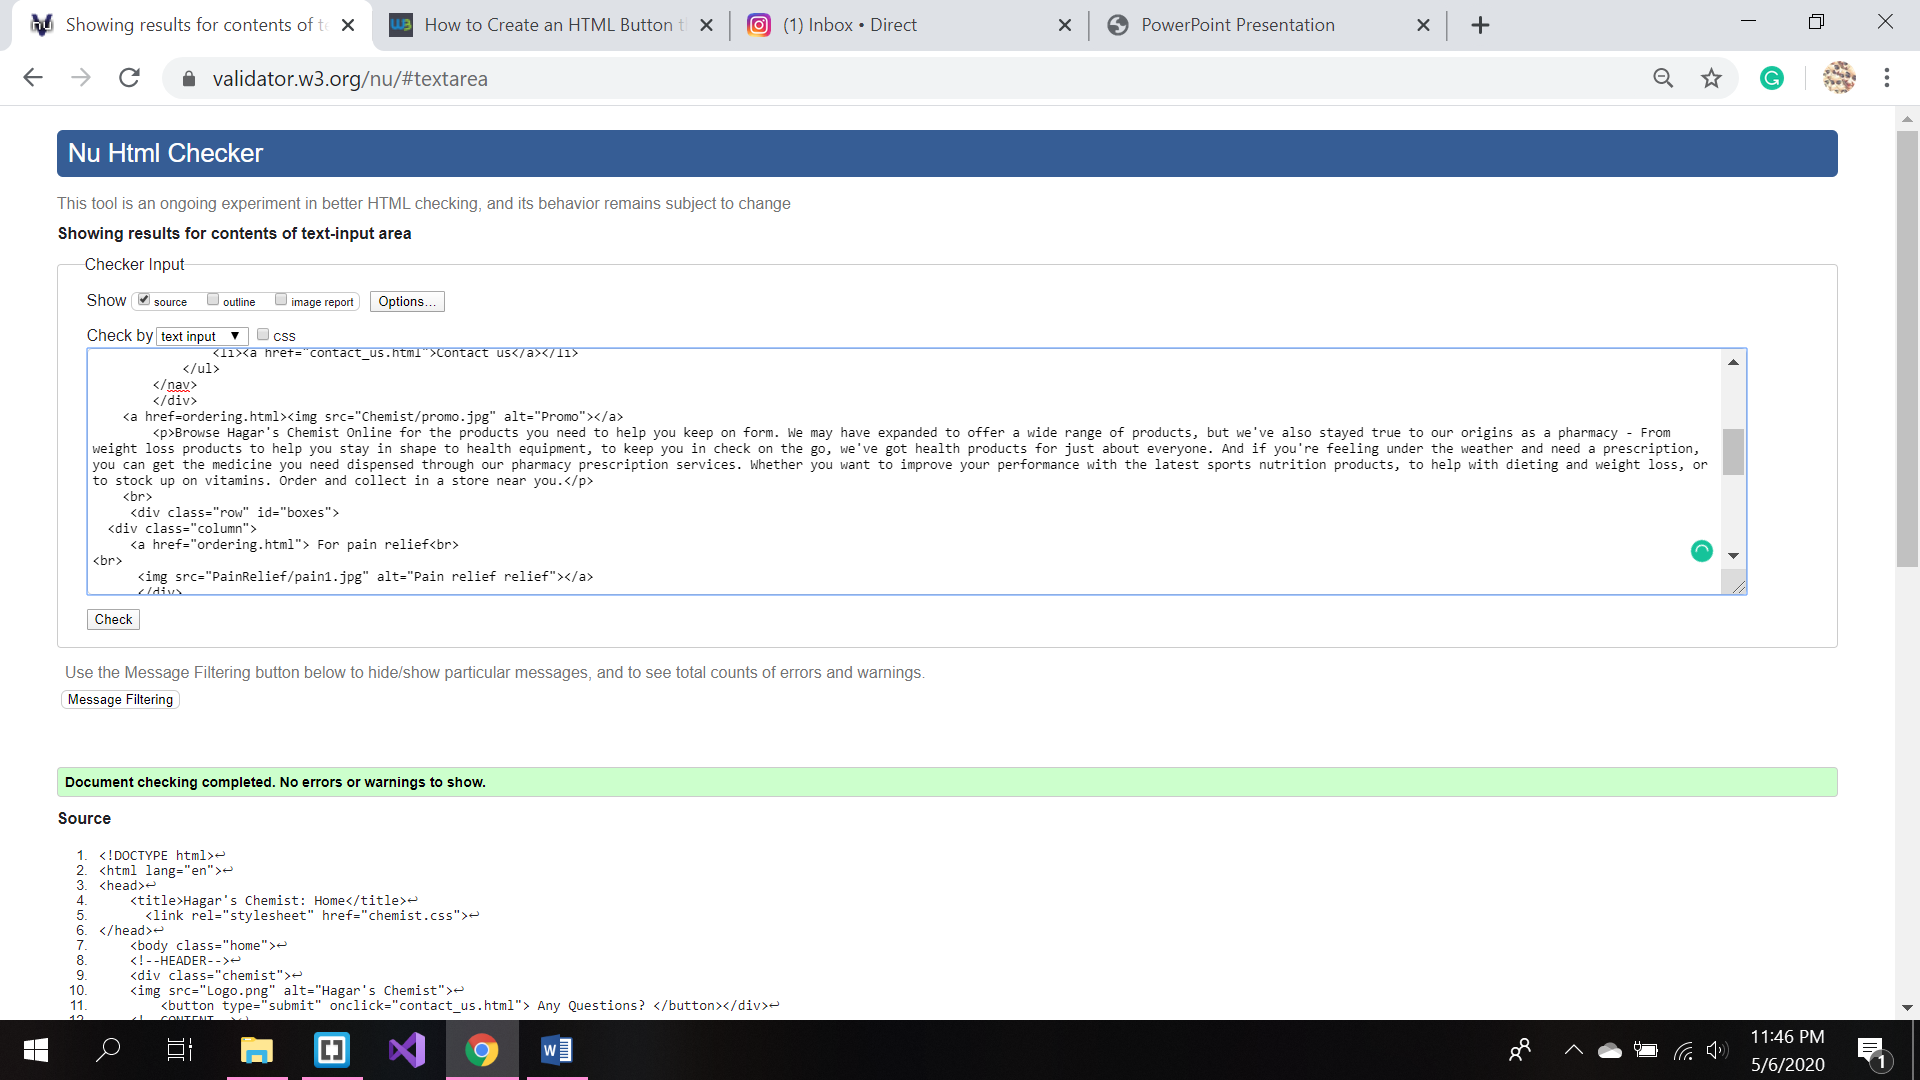 Showing results for contents of te
How to Create an HTML Button th
(1) Inbox • Direct
PowerPoint Presentation
validator.w3.org/nu/#textarea
Nu Html Checker
This tool is an ongoing experiment in better HTML checking, and its behavior remains subject to change
Showing results for contents of text-input area
Checker Input
Show source outline image report Options...
Check by text input css
<li><a href="contact_us.html">Contact us</a></li>
</ul>
</nav>
</div>
<a href=ordering.html><img src="Chemist/promo.jpg" alt="Promo"></a>
<p>Browse Hagar's Chemist Online for the products you need to help you keep on form. We may have expanded to offer a wide range of products, but we've also stayed true to our origins as a pharmacy - From
weight loss products to help you stay in shape to health equipment, to keep you in check on the go, we've got health products for just about everyone. And if you're feeling under the weather and need a prescription,
you can get the medicine you need dispensed through our pharmacy prescription services. Whether you want to improve your performance with the latest sports nutrition products, to help with dieting and weight loss, or
to stock up on vitamins. Order and collect in a store near you.</p>
<br>
<div class="row" id="boxes">
<div class="column">
<a href="ordering.html"> For pain relief<br>
<br>
<img src="PainRelief/pain1.jpg" alt="Pain relief relief"></a>
</div>
Check
Use the Message Filtering button below to hide/show particular messages, and to see total counts of errors and warnings.
Message Filtering
Document checking completed. No errors or warnings to show.
Source
1. <!DOCTYPE html>↩
2. <html lang="en">↩
3. <head>↩
4. <title>Hagar's Chemist: Home</title>↩
5. <link rel="stylesheet" href="chemist.css">↩
6. </head>↩
7. <body class="home">↩
8. <!--HEADER-->↩
9. <div class="chemist">↩
10. <img src="Logo.png" alt="Hagar's Chemist">↩
11. <button type="submit" onclick="contact_us.html"> Any Questions? </button></div>↩
12. <!--CONTENT-->↩
11:46 PM
5/6/2020
1